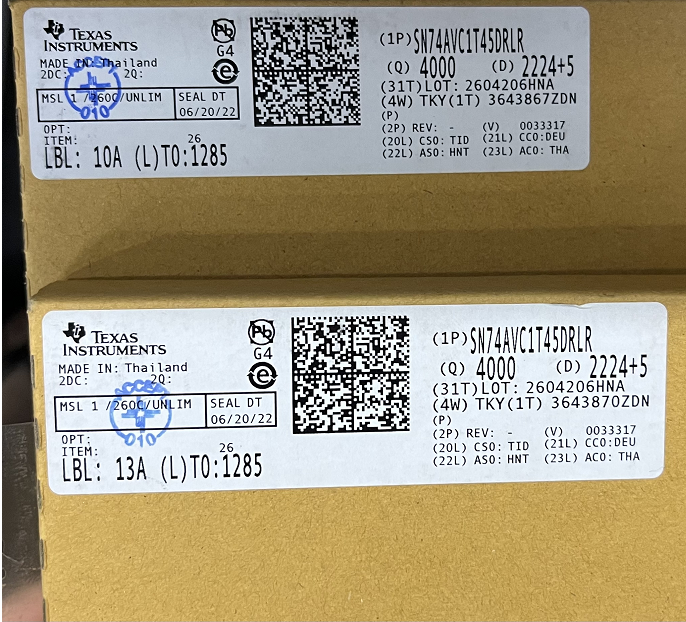 TEXAS
INSTRUMENTS
Pb
G4
e
MADE IN: Thailand
2DC: 2Q:
ACCEPT
010
MSL 1 /260C/UNLIM
SEAL DT
06/20/22
OPT:
ITEM:
26
LBL: 10A (L)TO:1285
(1P)SN74AVC1T45DRLR
(Q) 4000 (D) 2224+5
(31T)LOT: 2604206HNA
(4W) TKY(1T) 3643867ZDN
(P)
(2P) REV: - (V) 0033317
(20L) CSO: TID (21L) CCO:DEU
(22L) ASO: HNT (23L) ACO: THA
TEXAS
INSTRUMENTS
Pb
G4
e
MADE IN: Thailand
2DC: 2Q:
ACCEPT
010
MSL 1 /260C/UNLIM
SEAL DT
06/20/22
OPT:
ITEM:
26
LBL: 13A (L)TO:1285
(1P)SN74AVC1T45DRLR
(Q) 4000 (D) 2224+5
(31T)LOT: 2604206HNA
(4W) TKY(1T) 3643870ZDN
(P)
(2P) REV: - (V) 0033317
(20L) CSO: TID (21L) CCO:DEU
(22L) ASO: HNT (23L) ACO: THA